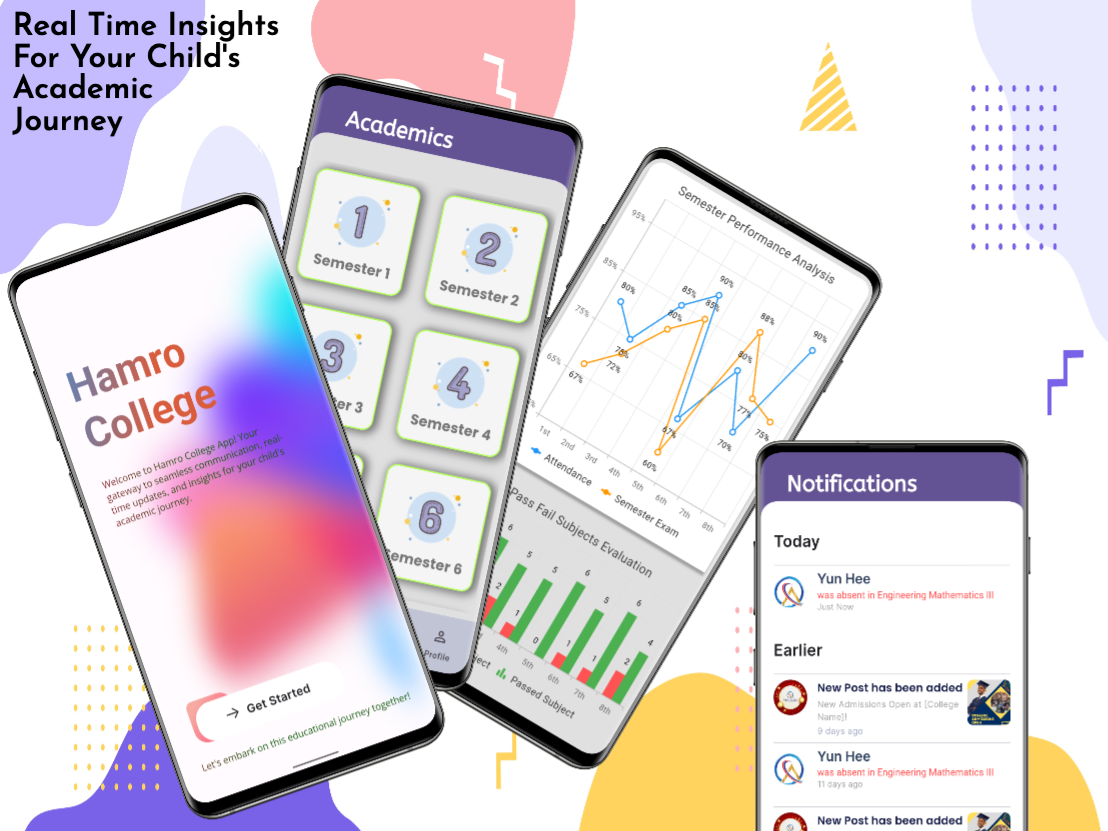 Real Time Insights
For Your Child's
Academic
Journey
Hamro
College
Welcome to Hamro College App! Your
gateway to seamless communication, real-
time updates, and insights for your child's
academic journey.
Get Started
Let's embark on this educational journey together!
Academics
1
Semester 1
2
Semester 2
3
er 3
4
Semester 4
6
emester 6
Profile
Semester Performance Analysis
95%
85%
75%
65%
80%
85%
90%
85%
80%
72%
67%
88%
90%
80%
77%
75%
70%
67%
60%
1st
2nd
3rd
4th
5th
6th
7th
8th
Attendance
Semester Exam
Pass Fail Subjects Evaluation
6
5
5
6
5
6
4
2
1
0
1
1
2
4th
5th
6th
7th
8th
ject
Passed Subject
Notifications
Today
Yun Hee
was absent in Engineering Mathematics III
Just Now
Earlier
New Post has been added
New Admissions Open at [College
Name]!
9 days ago
Yun Hee
was absent in Engineering Mathematics III
11 days ago
New Post has been added